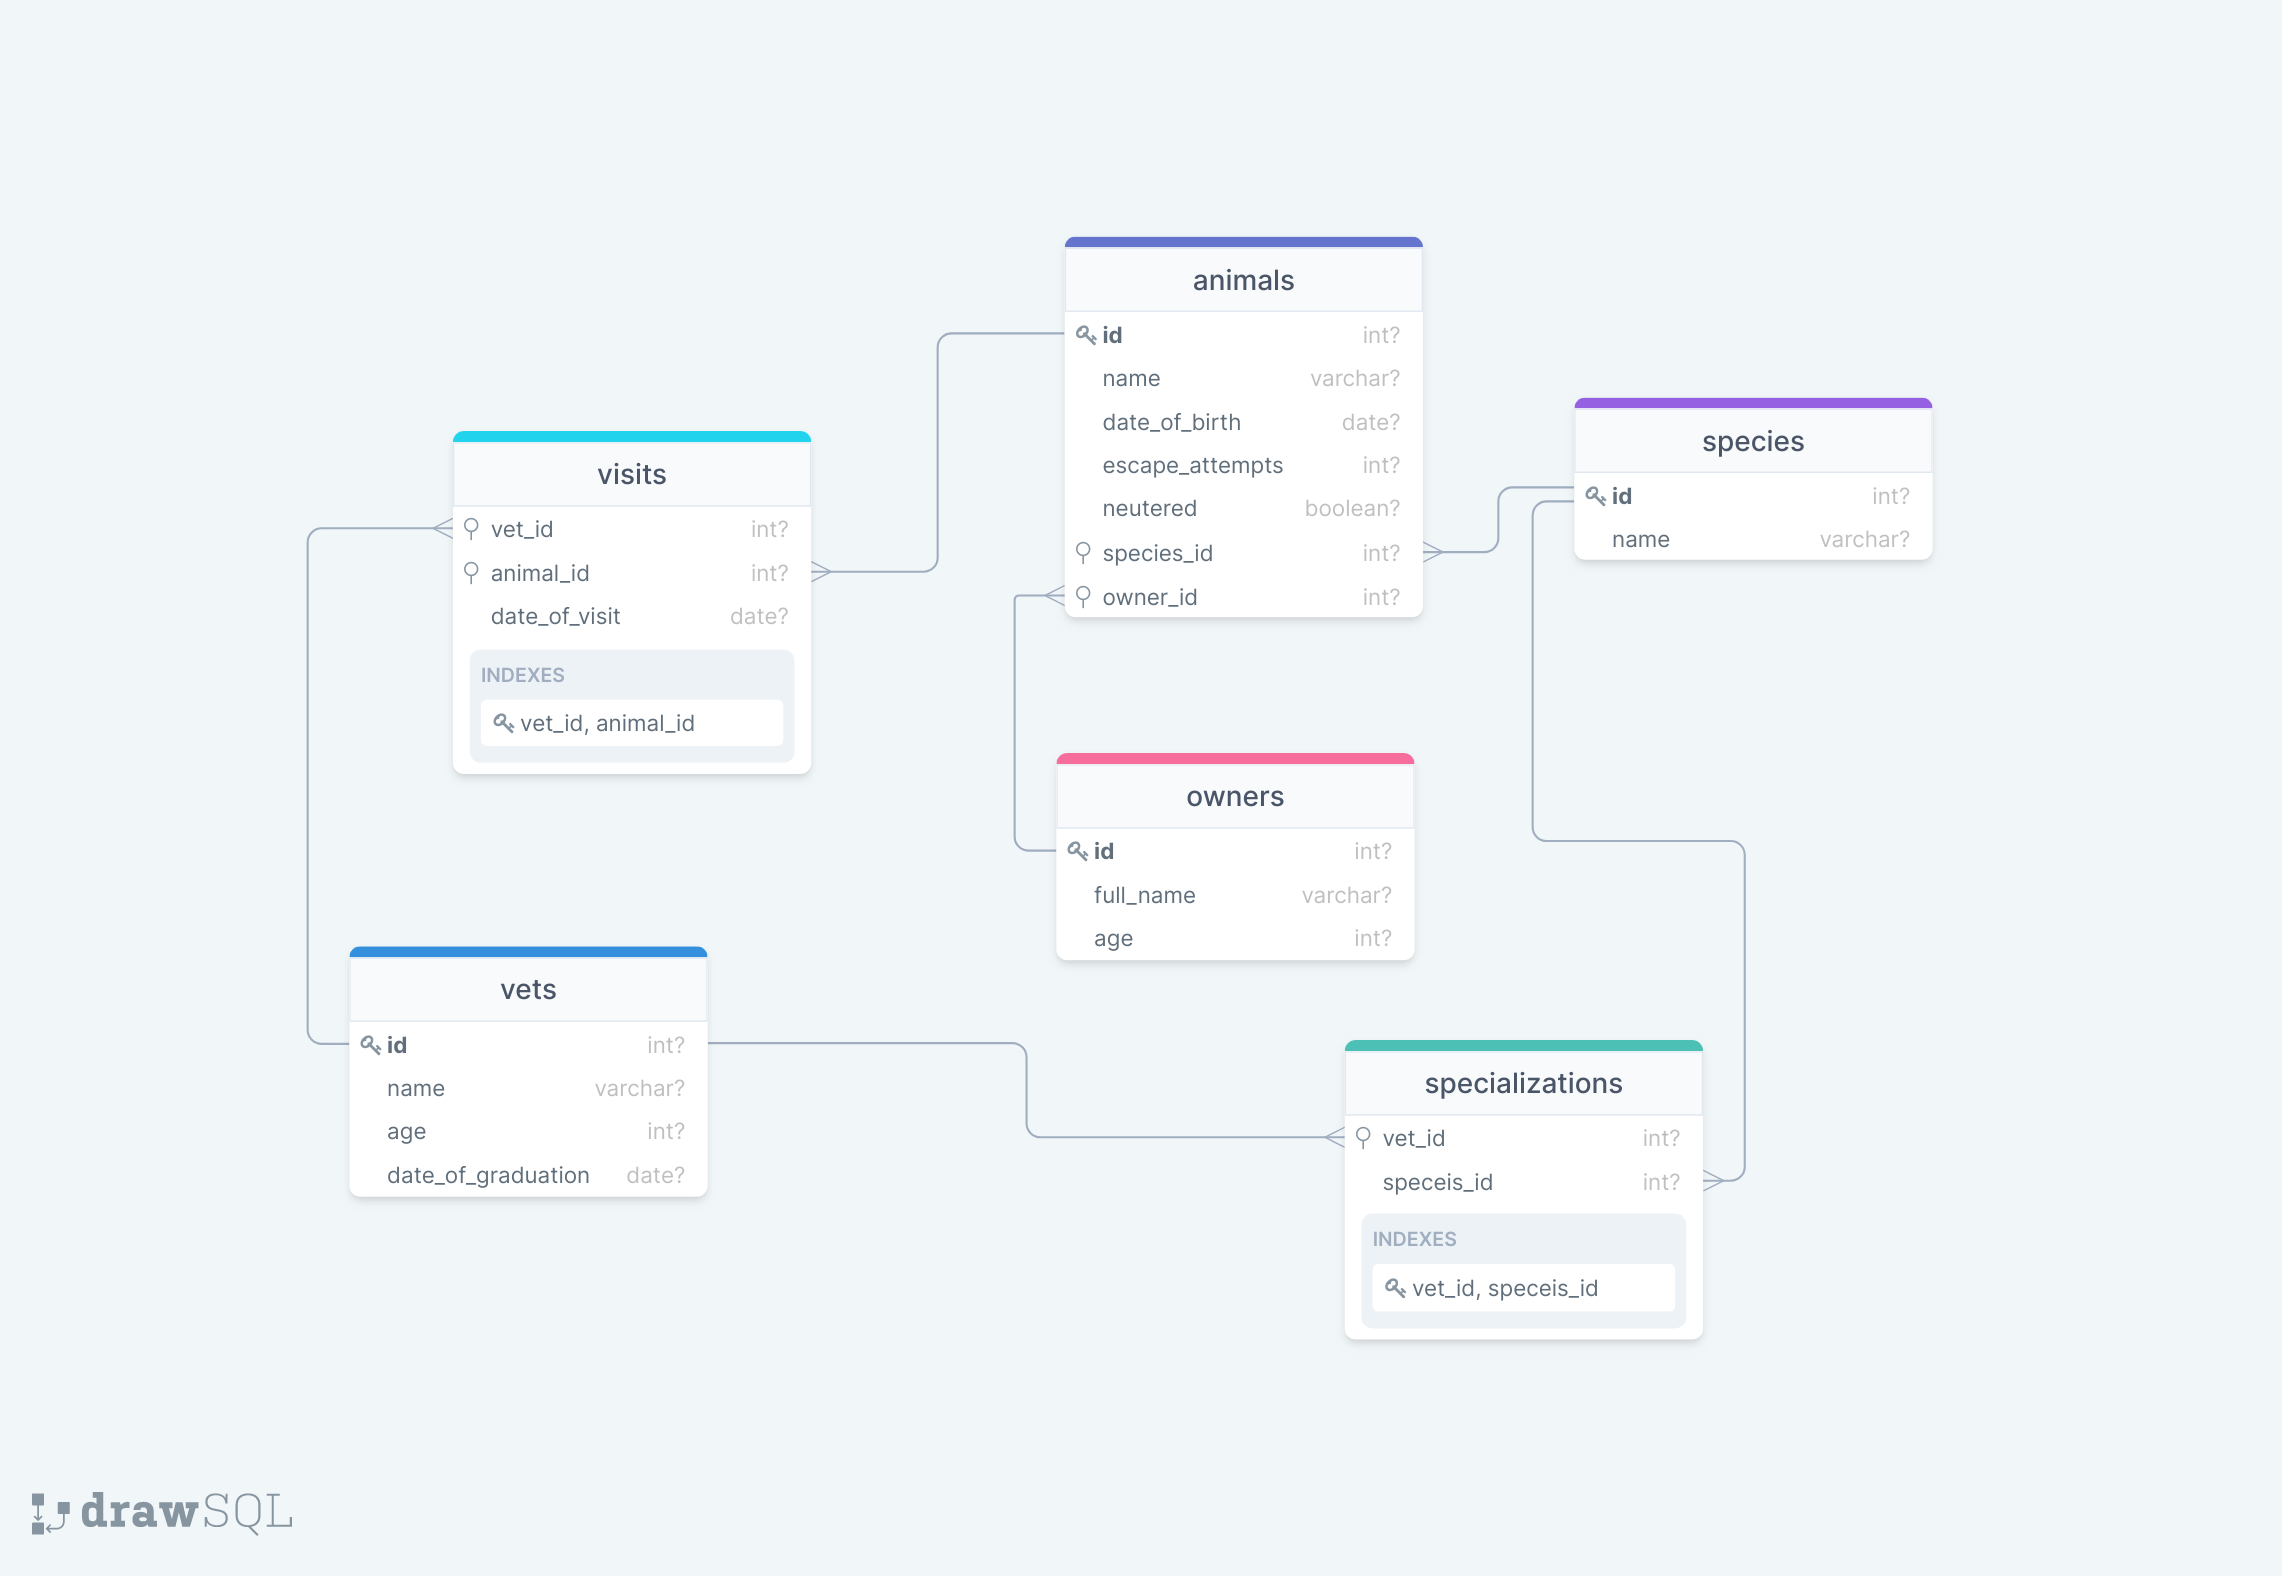 animals
id int?
name varchar?
date_of_birth date?
escape_attempts int?
neutered boolean?
species_id int?
owner_id int?
species
id int?
name varchar?
visits
vet_id int?
animal_id int?
date_of_visit date?
INDEXES
vet_id, animal_id
owners
id int?
full_name varchar?
age int?
vets
id int?
name varchar?
age int?
date_of_graduation date?
specializations
vet_id int?
speceis_id int?
INDEXES
vet_id, speceis_id
drawSQL